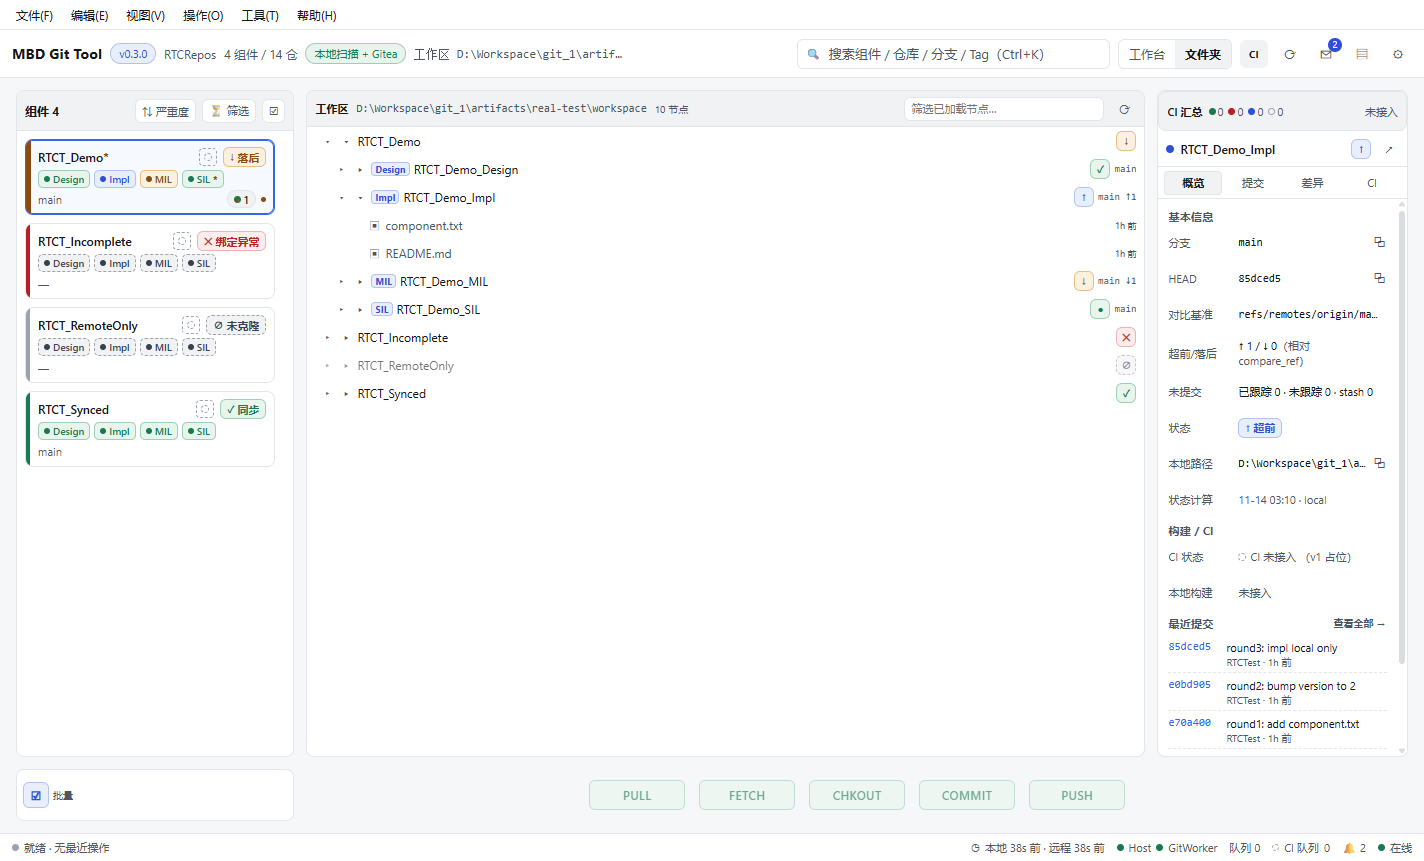 文件(F) 编辑(E) 视图(V) 操作(O) 工具(T) 帮助(H)
MBD Git Tool v0.3.0 RTCRepos 4 组件 / 14 仓 本地扫描 + Gitea 工作区 D:\Workspace\git_1\artif… 搜索组件 / 仓库 / 分支 / Tag（Ctrl+K） 工作台 文件夹 CI 2
组件 4 严重度 筛选
RTCT_Demo* ↓ 落后
Design Impl MIL SIL *
main 1
RTCT_Incomplete ✕ 绑定异常
Design Impl MIL SIL
—
RTCT_RemoteOnly ⊘ 未克隆
Design Impl MIL SIL
—
RTCT_Synced ✓ 同步
Design Impl MIL SIL
main
批量
工作区 D:\Workspace\git_1\artifacts\real-test\workspace 10 节点 筛选已加载节点…
RTCT_Demo ↓
Design RTCT_Demo_Design ✓ main
Impl RTCT_Demo_Impl ↑ main ↑1
component.txt 1h 前
README.md 1h 前
MIL RTCT_Demo_MIL ↓ main ↓1
SIL RTCT_Demo_SIL main
RTCT_Incomplete ✕
RTCT_RemoteOnly ⊘
RTCT_Synced ✓
PULL FETCH CHKOUT COMMIT PUSH
CI 汇总 0 0 0 0 未接入
RTCT_Demo_Impl ↑ ↗
概览 提交 差异 CI
基本信息
分支 main
HEAD 85dced5
对比基准 refs/remotes/origin/ma…
超前/落后 ↑ 1 / ↓ 0（相对
compare_ref）
未提交 已跟踪 0 · 未跟踪 0 · stash 0
状态 ↑ 超前
本地路径 D:\Workspace\git_1\a…
状态计算 11-14 03:10 · local
构建 / CI
CI 状态 CI 未接入 （v1 占位）
本地构建 未接入
最近提交 查看全部 →
85dced5 round3: impl local only
RTCTest · 1h 前
e0bd905 round2: bump version to 2
RTCTest · 1h 前
e70a400 round1: add component.txt
RTCTest · 1h 前
就绪 · 无最近操作 本地 38s 前 · 远程 38s 前 Host GitWorker 队列 0 CI 队列 0 2 在线